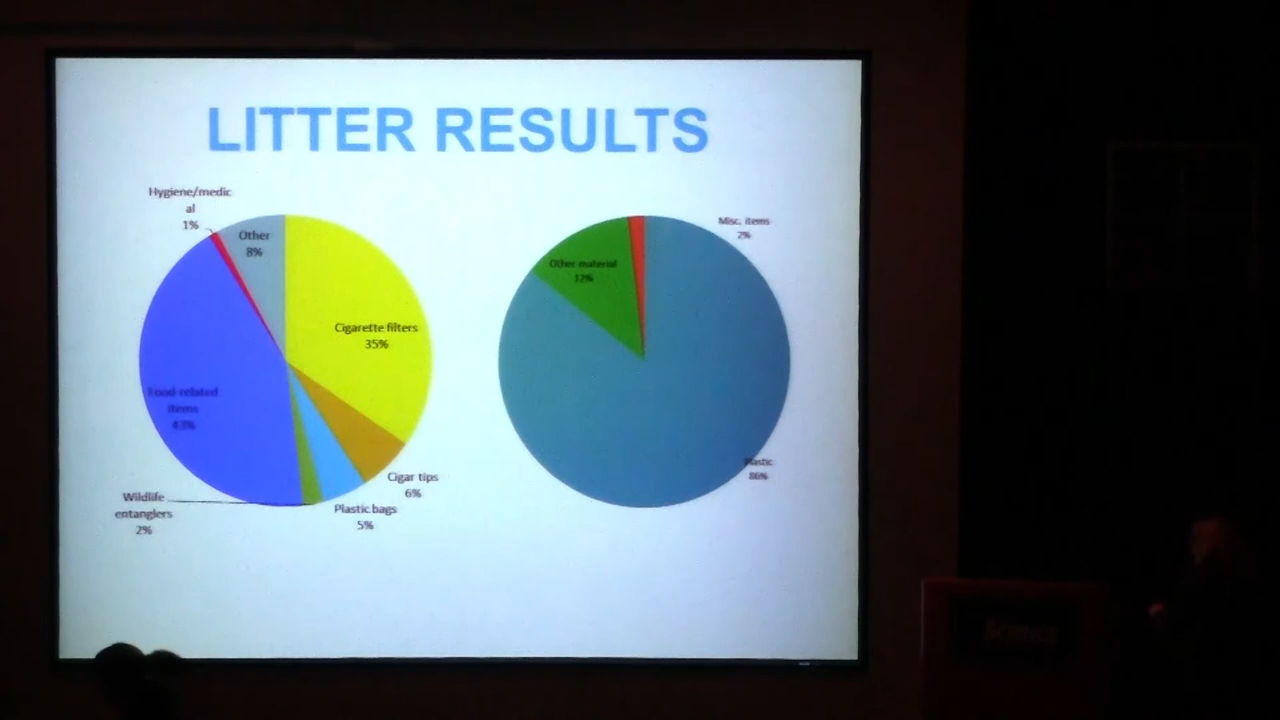 LITTER RESULTS
Hygiene/medic
al
1%
Other
8%
Cigarette filters
35%
Food-related
items
43%
Cigar tips
6%
Wildlife
entanglers
2%
Plastic bags
5%
Misc. items
2%
Other material
12%
Plastic
86%